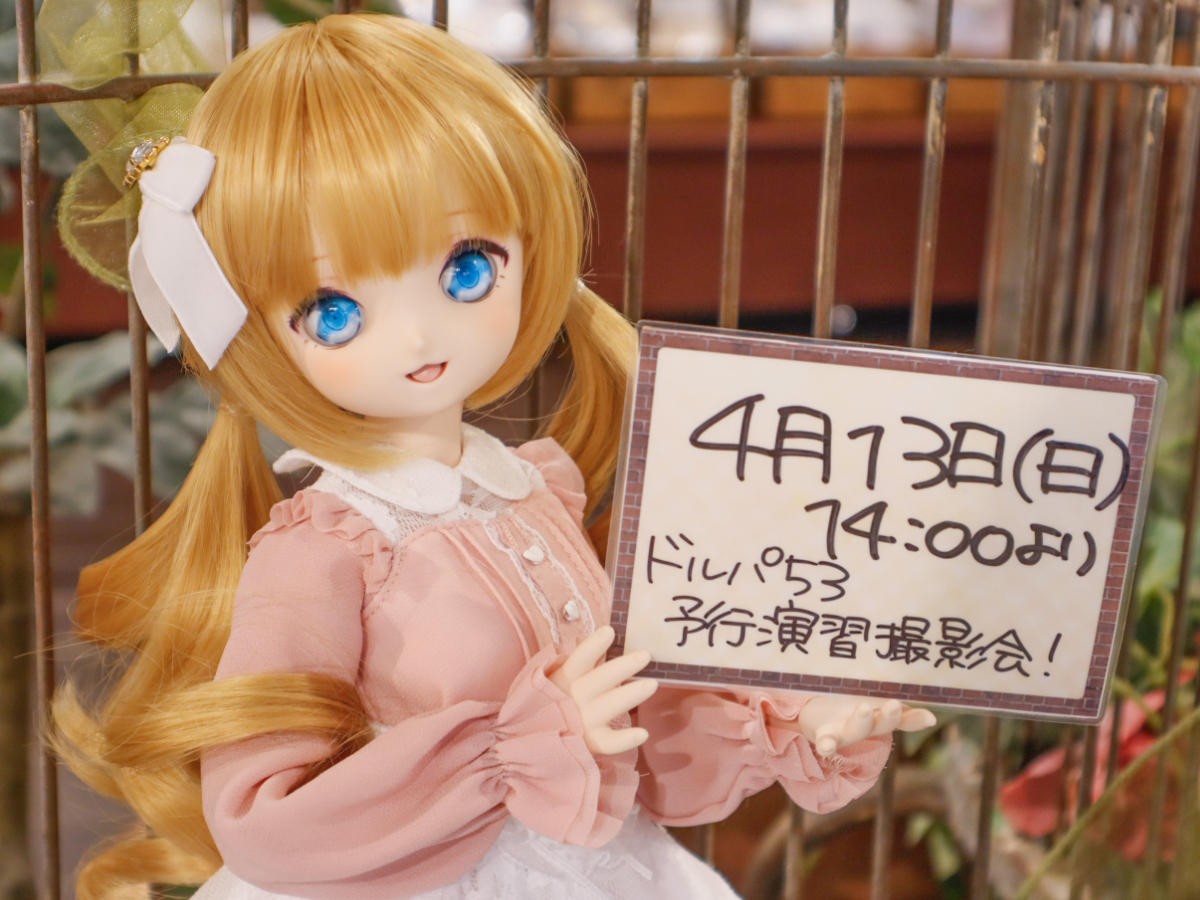 4月13日(日)
14:00より
ドルパ53
予行演習撮影会!